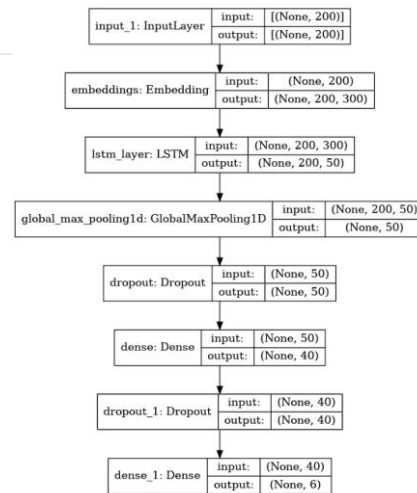 input_1: InputLayer input: [(None, 200)]
output: [(None, 200)]
embeddings: Embedding input: (None, 200)
output: (None, 200, 300)
lstm_layer: LSTM input: (None, 200, 300)
output: (None, 200, 50)
global_max_pooling1d: GlobalMaxPooling1D input: (None, 200, 50)
output: (None, 50)
dropout: Dropout input: (None, 50)
output: (None, 50)
dense: Dense input: (None, 50)
output: (None, 40)
dropout_1: Dropout input: (None, 40)
output: (None, 40)
dense_1: Dense input: (None, 40)
output: (None, 6)